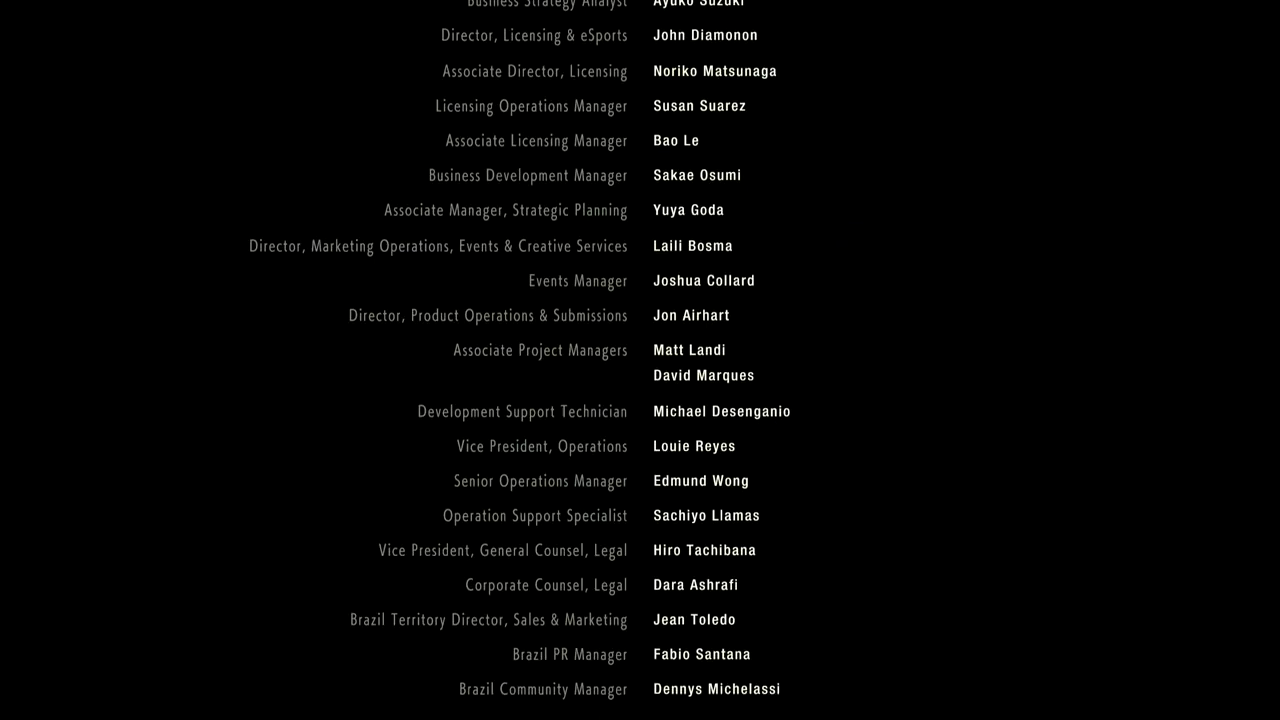 Business Strategy Analyst Ayuko Suzuki
Director, Licensing & eSports John Diamonon
Associate Director, Licensing Noriko Matsunaga
Licensing Operations Manager Susan Suarez
Associate Licensing Manager Bao Le
Business Development Manager Sakae Osumi
Associate Manager, Strategic Planning Yuya Goda
Director, Marketing Operations, Events & Creative Services Laili Bosma
Events Manager Joshua Collard
Director, Product Operations & Submissions Jon Airhart
Associate Project Managers Matt Landi
David Marques
Development Support Technician Michael Desenganio
Vice President, Operations Louie Reyes
Senior Operations Manager Edmund Wong
Operation Support Specialist Sachiyo Llamas
Vice President, General Counsel, Legal Hiro Tachibana
Corporate Counsel, Legal Dara Ashrafi
Brazil Territory Director, Sales & Marketing Jean Toledo
Brazil PR Manager Fabio Santana
Brazil Community Manager Dennys Michelassi